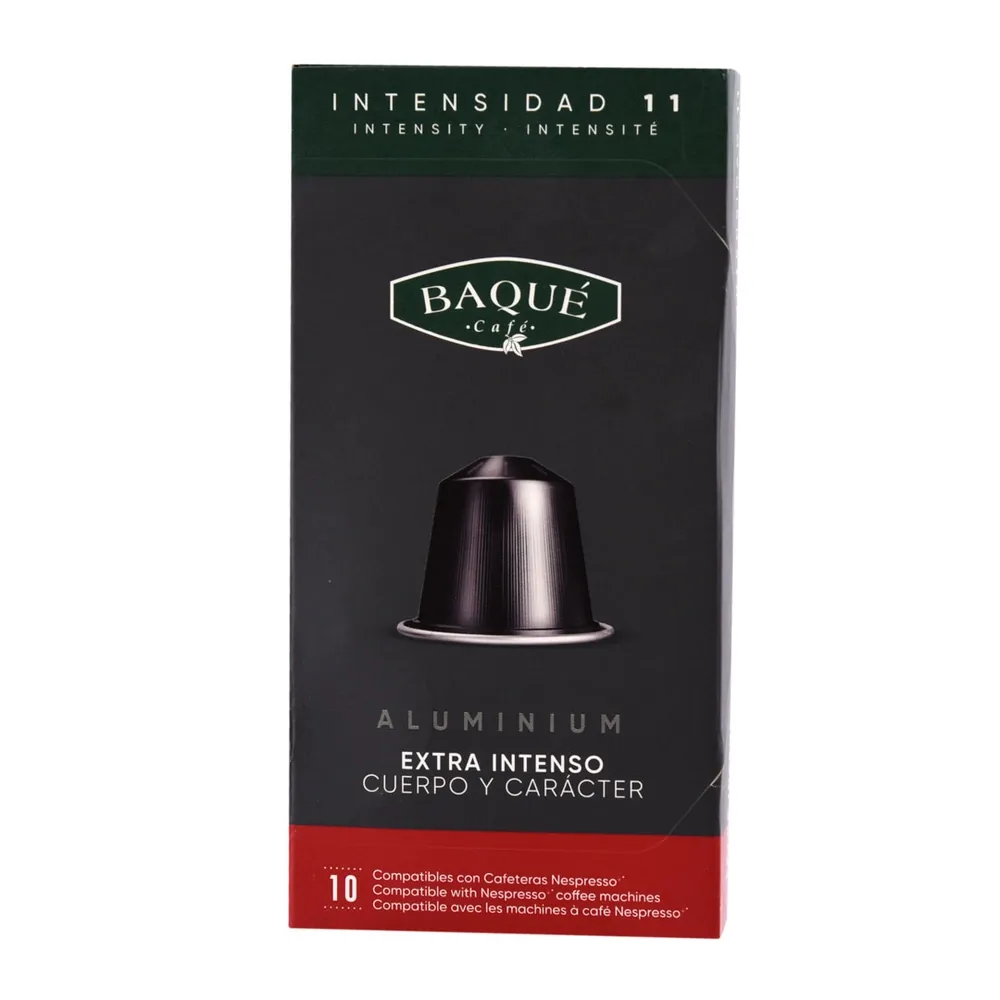 INTENSIDAD 11
INTENSITY · INTENSITÉ
BAQUÉ
·Café·
ALUMINIUM
EXTRA INTENSO
CUERPO Y CARÁCTER
10
Compatibles con Cafeteras Nespresso
Compatible with Nespresso coffee machines
Compatible avec les machines à café Nespresso